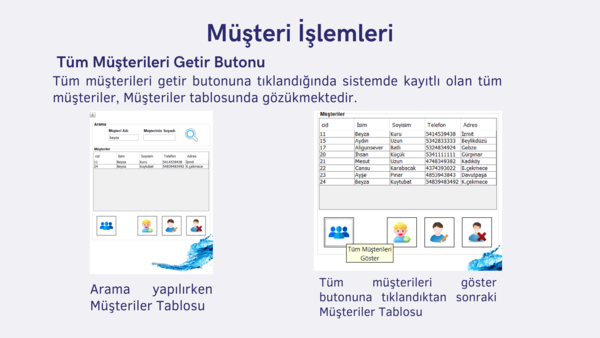 Müşteri İşlemleri
Tüm Müşterileri Getir Butonu
Tüm müşterileri getir butonuna tıklandığında sistemde kayıtlı olan tüm
müşteriler, Müşteriler tablosunda gözükmektedir.
Arama
Müşteri Adı Müşterinin Soyadı
beyza
Müşteriler
cid İsim Soyisim Telefon Adres
11 Beyza Kuru 5414539438 İzmit
24 Beyza Kuytubat 54839483492 K.çekmece
Arama yapılırken
Müşteriler Tablosu
Müşteriler
cid İsim Soyisim Telefon Adres
11 Beyza Kuru 5414539438 İzmit
15 Aydın Uzun 5342833333 Beylikdüzü
17 Aligunsever Balli 5324834924 Gebze
20 İhsan Küçük 5341111111 Gürpınar
21 Mesut Uzun 4748349382 Kadıköy
22 Cansu Karabacak 4374393022 B.çekmece
23 Ayşe Pınar 4853943843 Davutpaşa
24 Beyza Kuytubat 54839483492 K.çekmece
Tüm Müşterileri
Göster
Tüm müşterileri göster
butonuna tıklandıktan sonraki
Müşteriler Tablosu